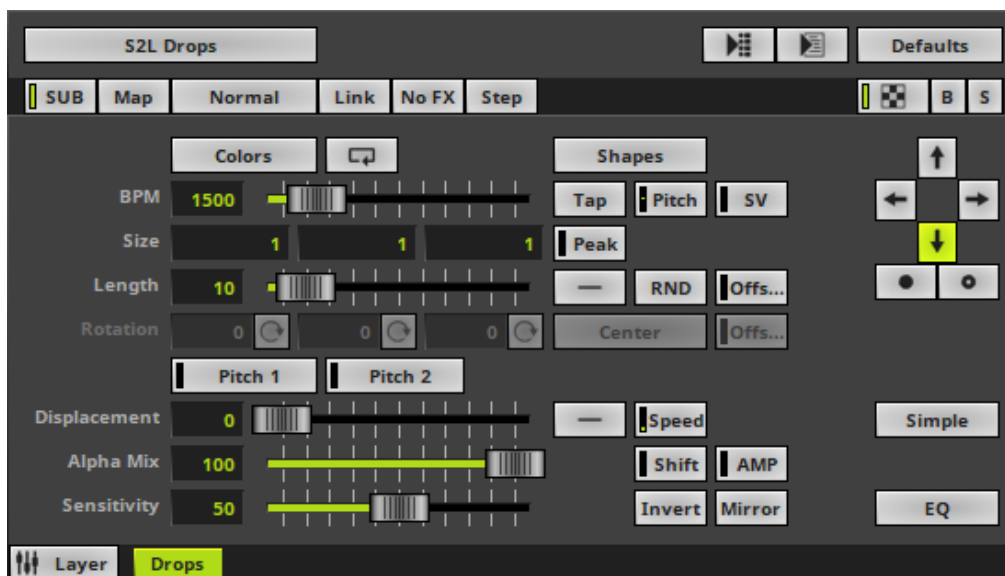 S2L Drops Defaults
SUB Map Normal Link No FX Step B S
Colors Shapes
BPM 1500 Tap Pitch SV
Size 1 1 1 Peak
Length 10 RND Offs...
Rotation 0 0 0 Center Offs...
Pitch 1 Pitch 2
Displacement 0 Speed Simple
Alpha Mix 100 Shift AMP
Sensitivity 50 Invert Mirror EQ
Layer Drops